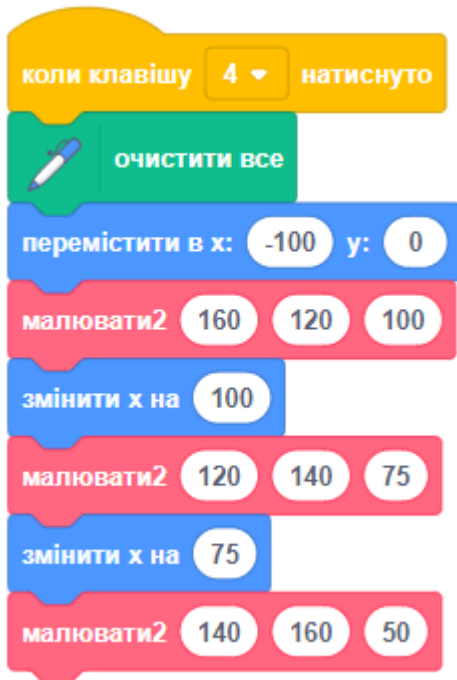 коли клавішу 4 натиснуто
очистити все
перемістити в x: -100 y: 0
малювати2 160 120 100
змінити x на 100
малювати2 120 140 75
змінити x на 75
малювати2 140 160 50